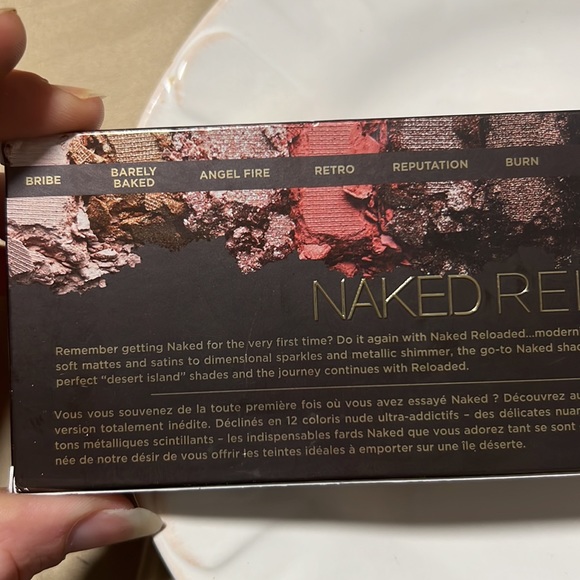 BRIBE BARELY BAKED ANGEL FIRE RETRO REPUTATION BURN
NAKED RE
Remember getting Naked for the very first time? Do it again with Naked Reloaded...modern
soft mattes and satins to dimensional sparkles and metallic shimmer, the go-to Naked shad
perfect “desert island” shades and the journey continues with Reloaded.
Vous vous souvenez de la toute première fois où vous avez essayé Naked ? Découvrez au
version totalement inédite. Déclinés en 12 coloris nude ultra-addictifs – des délicates nuan
tons métalliques scintillants – les indispensables fards Naked que vous adorez tant se sont
née de notre désir de vous offrir les teintes idéales à emporter sur une île déserte.